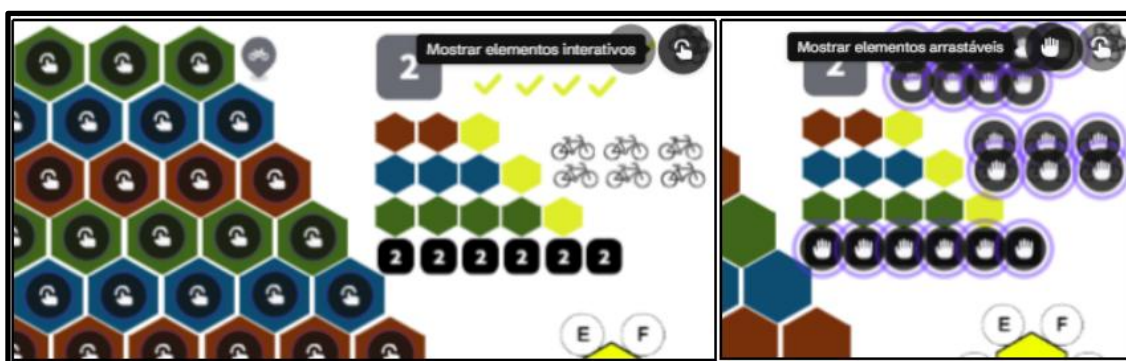 2
Mostrar elementos interativos
2 2 2 2 2 2
E F
Mostrar elementos arrastáveis
2
E F